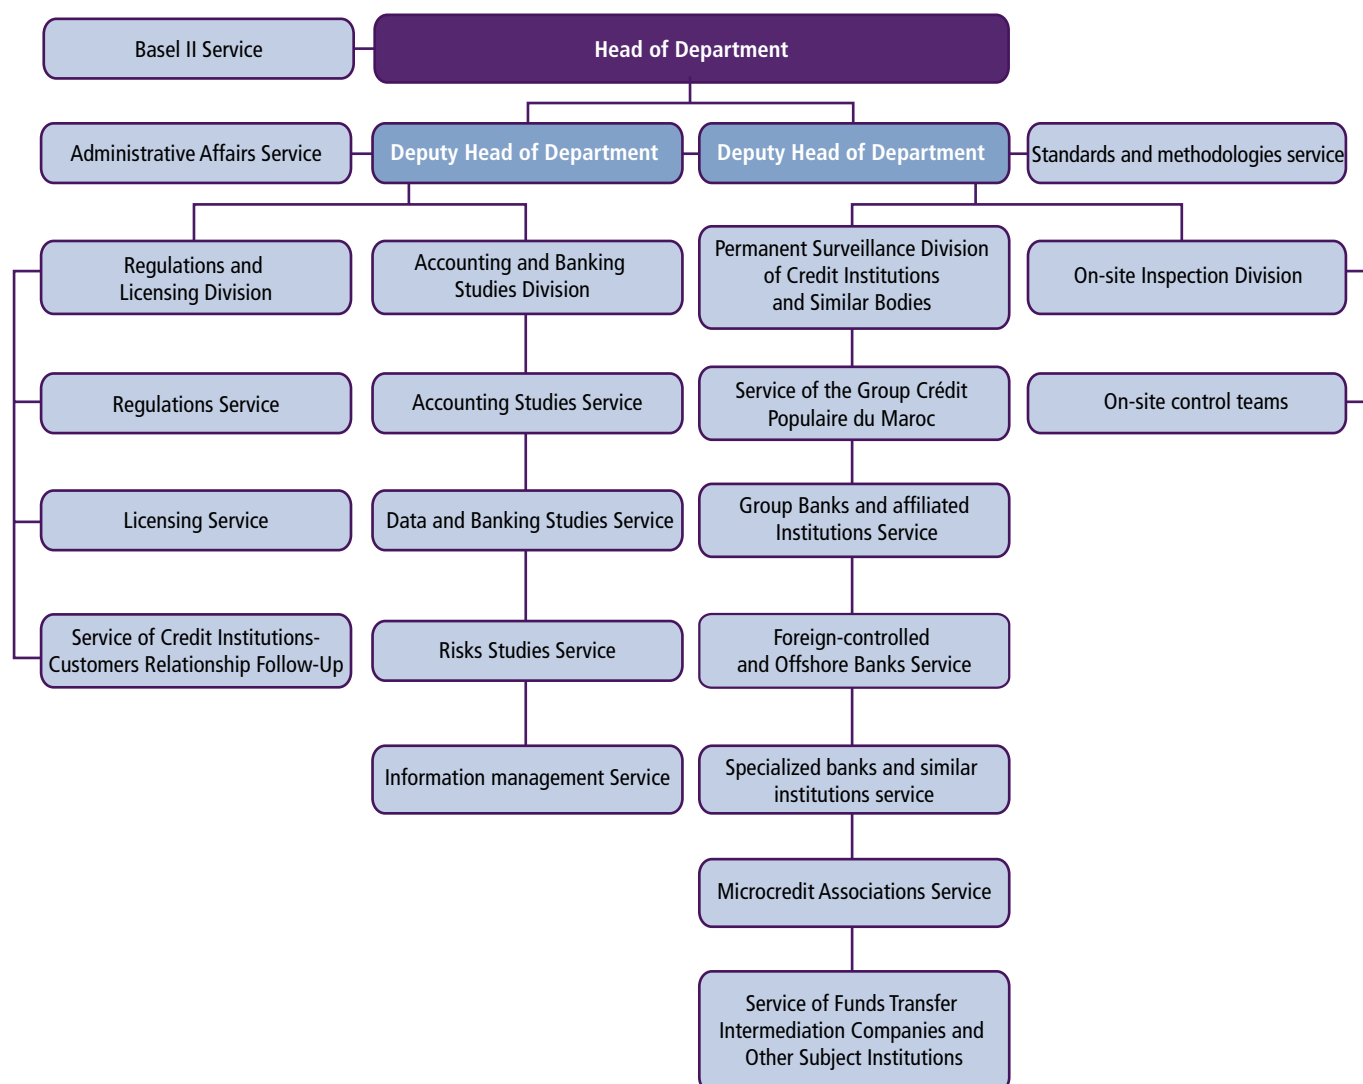 Basel II Service
Head of Department
Administrative Affairs Service
Deputy Head of Department
Deputy Head of Department
Standards and methodologies service
Regulations and
Licensing Division
Accounting and Banking
Studies Division
Permanent Surveillance Division
of Credit Institutions
and Similar Bodies
On-site Inspection Division
Regulations Service
Accounting Studies Service
Service of the Group Crédit
Populaire du Maroc
On-site control teams
Licensing Service
Data and Banking Studies Service
Group Banks and affiliated
Institutions Service
Service of Credit Institutions-
Customers Relationship Follow-Up
Risks Studies Service
Foreign-controlled
and Offshore Banks Service
Information management Service
Specialized banks and similar
institutions service
Microcredit Associations Service
Service of Funds Transfer
Intermediation Companies and
Other Subject Institutions